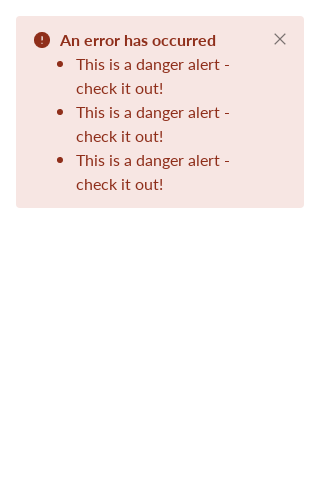 An error has occurred
This is a danger alert -
check it out!
This is a danger alert -
check it out!
This is a danger alert -
check it out!